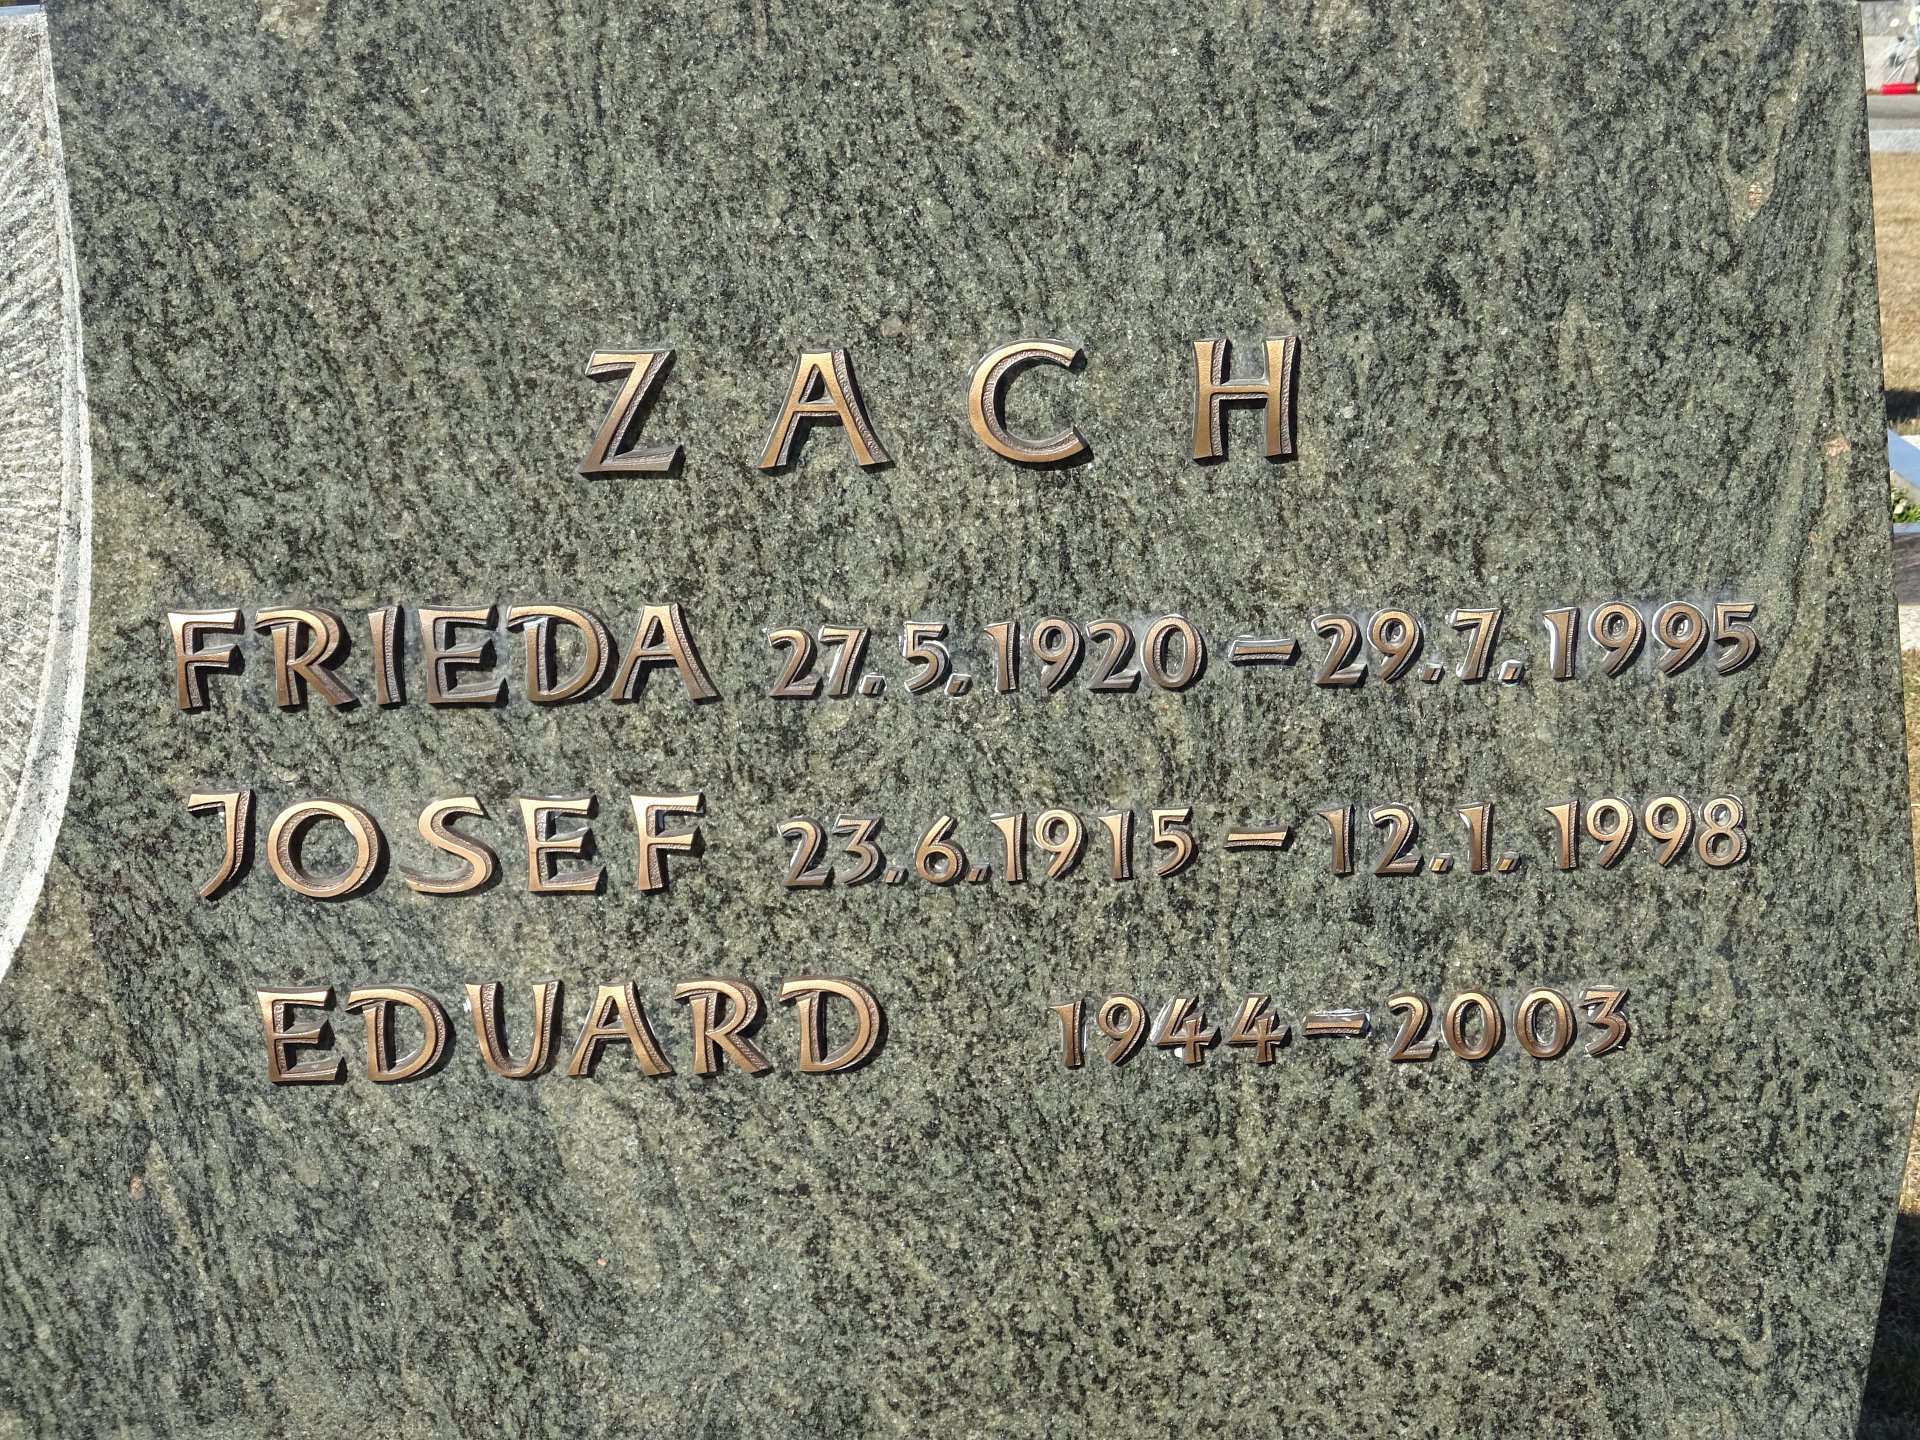 ZACH
FRIEDA 27.5.1920 – 29.7.1995
JOSEF 23.6.1915 – 12.1.1998
EDUARD 1944 – 2003